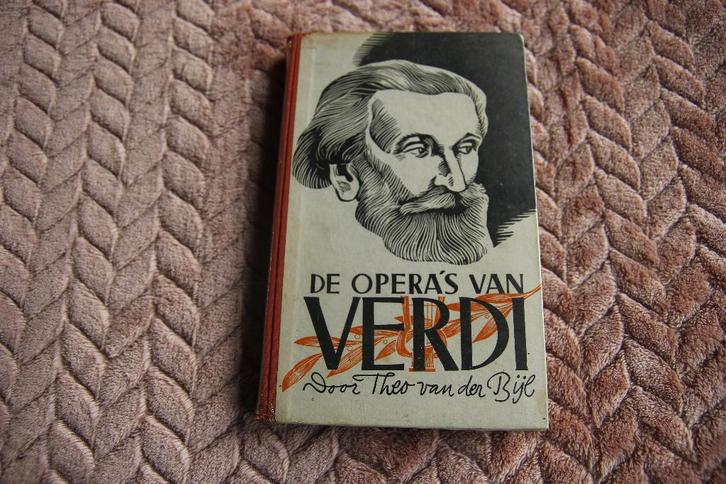 DE OPERA'S VAN
VERDI
door Theo van der Bijl